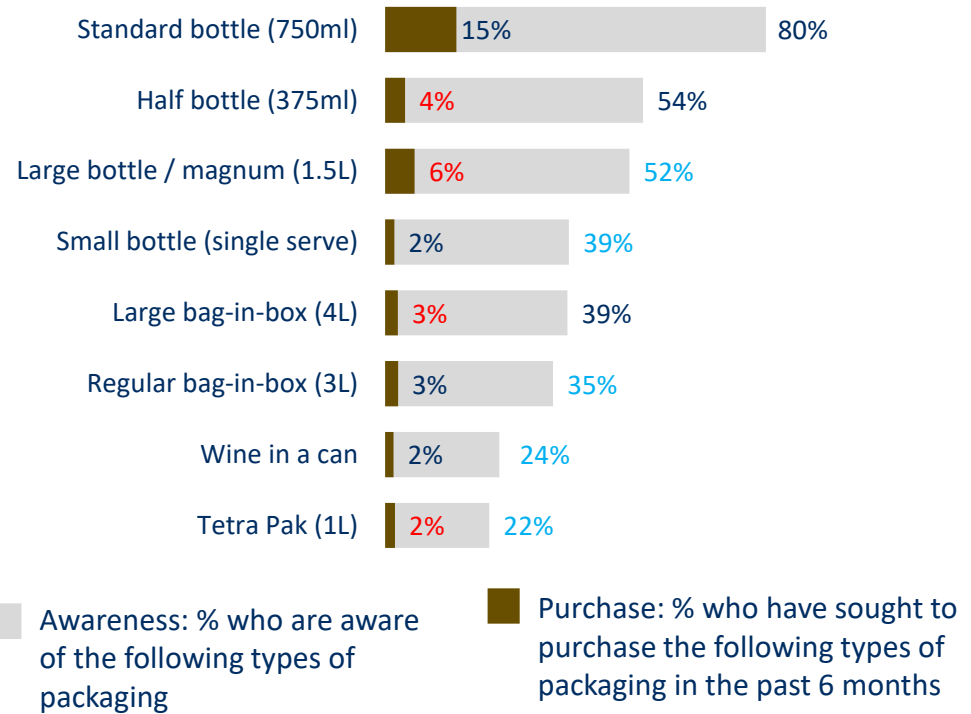 Standard bottle (750ml) 15% 80%
Half bottle (375ml) 4% 54%
Large bottle / magnum (1.5L) 6% 52%
Small bottle (single serve) 2% 39%
Large bag-in-box (4L) 3% 39%
Regular bag-in-box (3L) 3% 35%
Wine in a can 2% 24%
Tetra Pak (1L) 2% 22%
Awareness: % who are aware
of the following types of
packaging
Purchase: % who have sought to
purchase the following types of
packaging in the past 6 months